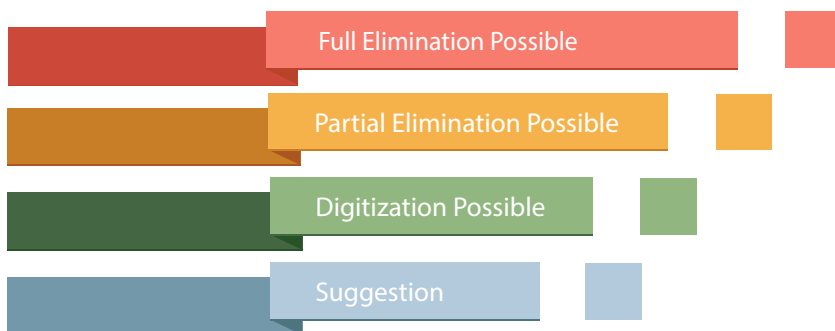 Full Elimination Possible
Partial Elimination Possible
Digitization Possible
Suggestion